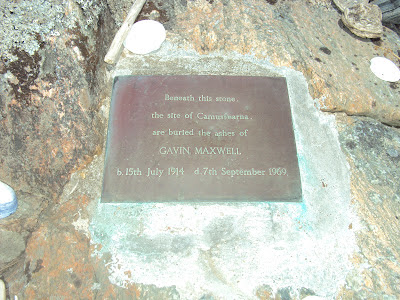 Beneath this stone,
the site of Camusfearna,
are buried the ashes of
GAVIN MAXWELL
b. 15th July 1914 d. 7th September 1969.